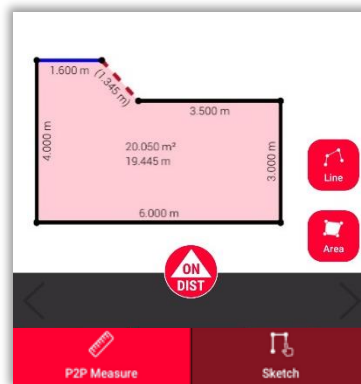 1.600 m
(1.345 m)
3.500 m
4.000 m
20.050 m²
19.445 m
3.000 m
6.000 m
Line
Area
ON
DIST
P2P Measure
Sketch